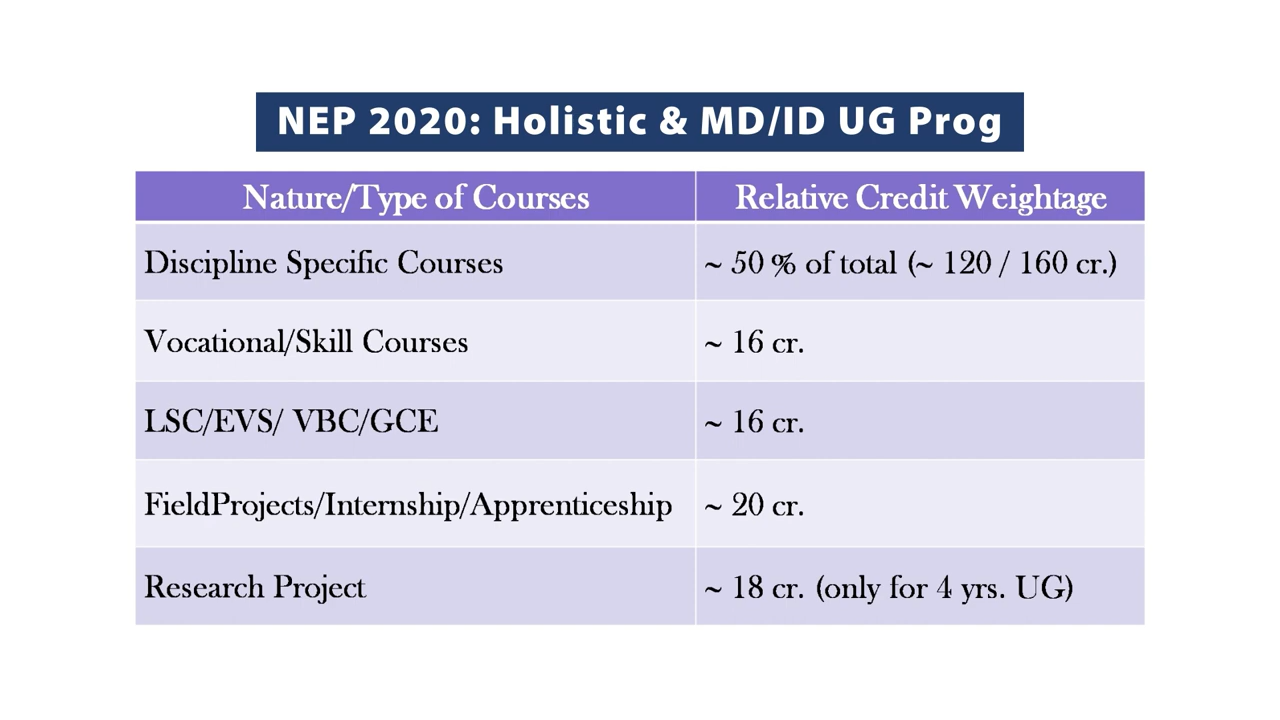 NEP 2020: Holistic & MD/ID UG Prog
Nature/Type of Courses Relative Credit Weightage
Discipline Specific Courses ~ 50 % of total (~ 120 / 160 cr.)
Vocational/Skill Courses ~ 16 cr.
LSC/EVS/ VBC/GCE ~ 16 cr.
FieldProjects/Internship/Apprenticeship ~ 20 cr.
Research Project ~ 18 cr. (only for 4 yrs. UG)